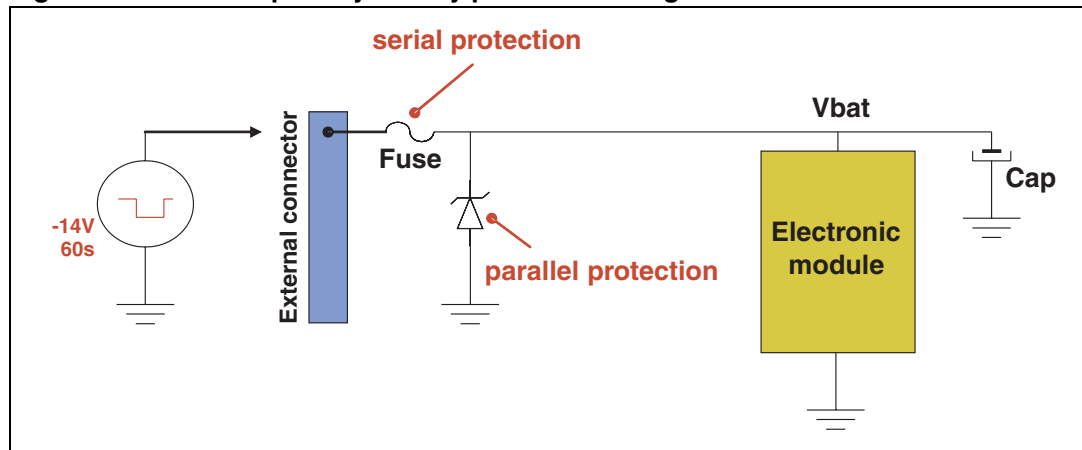 serial protection
External connector
Fuse
Vbat
Cap
-14V
60s
Electronic
module
parallel protection